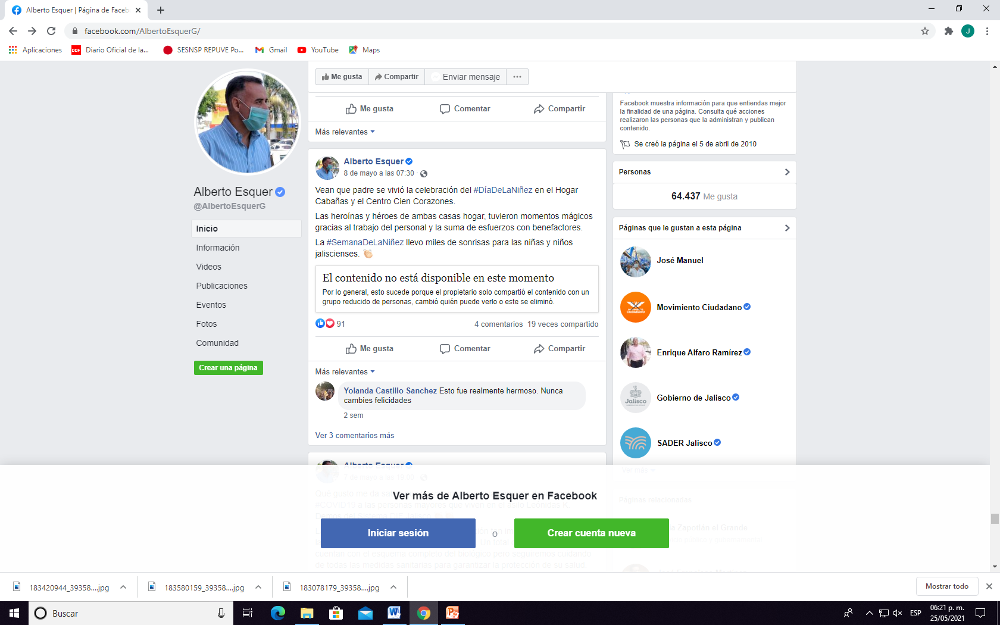 Alberto Esquer | Página de Faceb
facebook.com/AlbertoEsquerG/
J
Aplicaciones
DOF
Diario Oficial de la...
SESNSP REPUVE Po...
Gmail
YouTube
Maps
Me gusta
Compartir
Enviar mensaje
Me gusta
Comentar
Compartir
Más relevantes
Alberto Esquer
@AlbertoEsquerG
Inicio
Información
Videos
Publicaciones
Eventos
Fotos
Comunidad
Crear una página
Alberto Esquer
8 de mayo a las 07:30 ·
Vean que padre se vivió la celebración del #DíaDeLaNiñez en el Hogar
Cabañas y el Centro Cien Corazones.
Las heroínas y héroes de ambas casas hogar, tuvieron momentos mágicos
gracias al trabajo del personal y la suma de esfuerzos con benefactores.
La #SemanaDeLaNiñez llevo miles de sonrisas para las niñas y niños
jaliscienses. 👏🏻
El contenido no está disponible en este momento
Por lo general, esto sucede porque el propietario solo compartió el contenido con un
grupo reducido de personas, cambió quién puede verlo o este se eliminó.
91
4 comentarios 19 veces compartido
Me gusta
Comentar
Compartir
Más relevantes
Yolanda Castillo Sanchez Esto fue realmente hermoso. Nunca
cambies felicidades
2 sem
Ver 3 comentarios más
Alberto Esquer
7 de mayo a las 19:00 ·
Que gusto me da
#COVID19 a las personas mayores que viven en el asilo Leónidas K.
Demos del Sistema DIF Jalisco
Un total
cuentan con el esquema completo del biológico pero seguiremos cuidando
de todas las medidas sanitarias para garantizar la protección de su salud
Facebook muestra información para que entiendas mejor
la finalidad de una página. Consulta qué acciones
realizaron las personas que la administran y publican
contenido.
Se creó la página el 5 de abril de 2010
Personas
64.437 Me gusta
Páginas que le gustan a esta página
José Manuel
CIUDADANO
Movimiento Ciudadano
Enrique Alfaro Ramírez
Jalisco
Gobierno de Jalisco
SADER Jalisco
Ver más
Páginas relacionadas
Zapotlán el Grande
Ver más de Alberto Esquer en Facebook
Iniciar sesión
o
Crear cuenta nueva
183420944_39358....jpg
183580159_39358....jpg
183078179_39358....jpg
Mostrar todo
Buscar
ESP
06:21 p. m.
25/05/2021